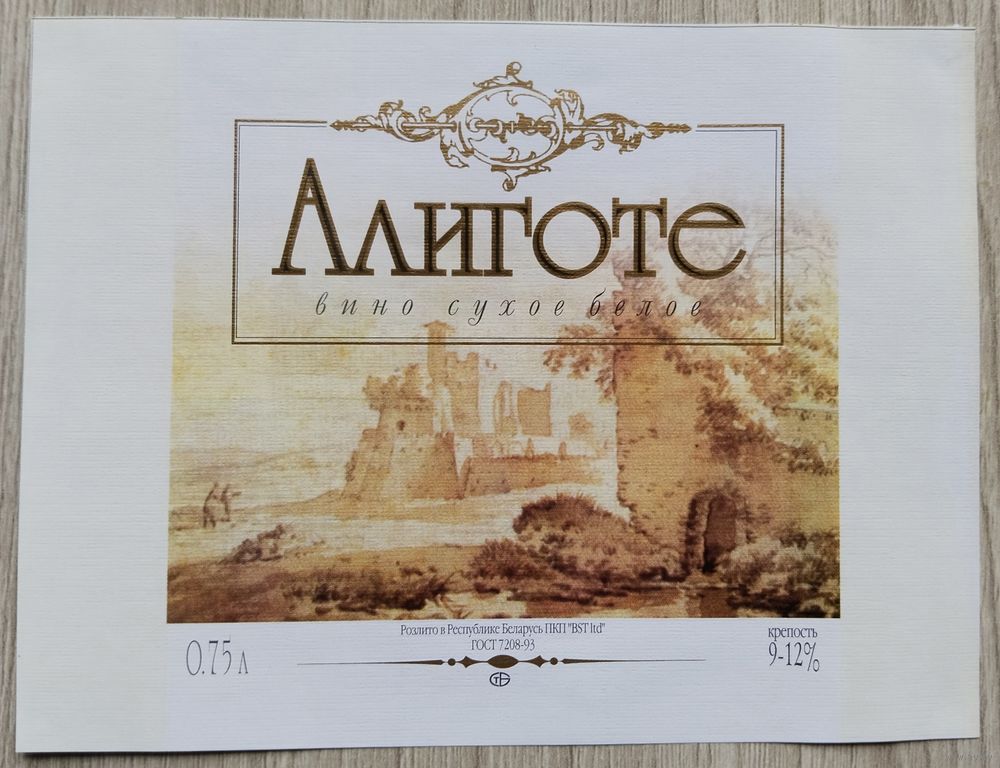 Алиготе
вино сухое белое
Розлито в Республике Беларусь ПКП "BST ltd"
ГОСТ 7208-93
0.75 л
крепость
9-12%